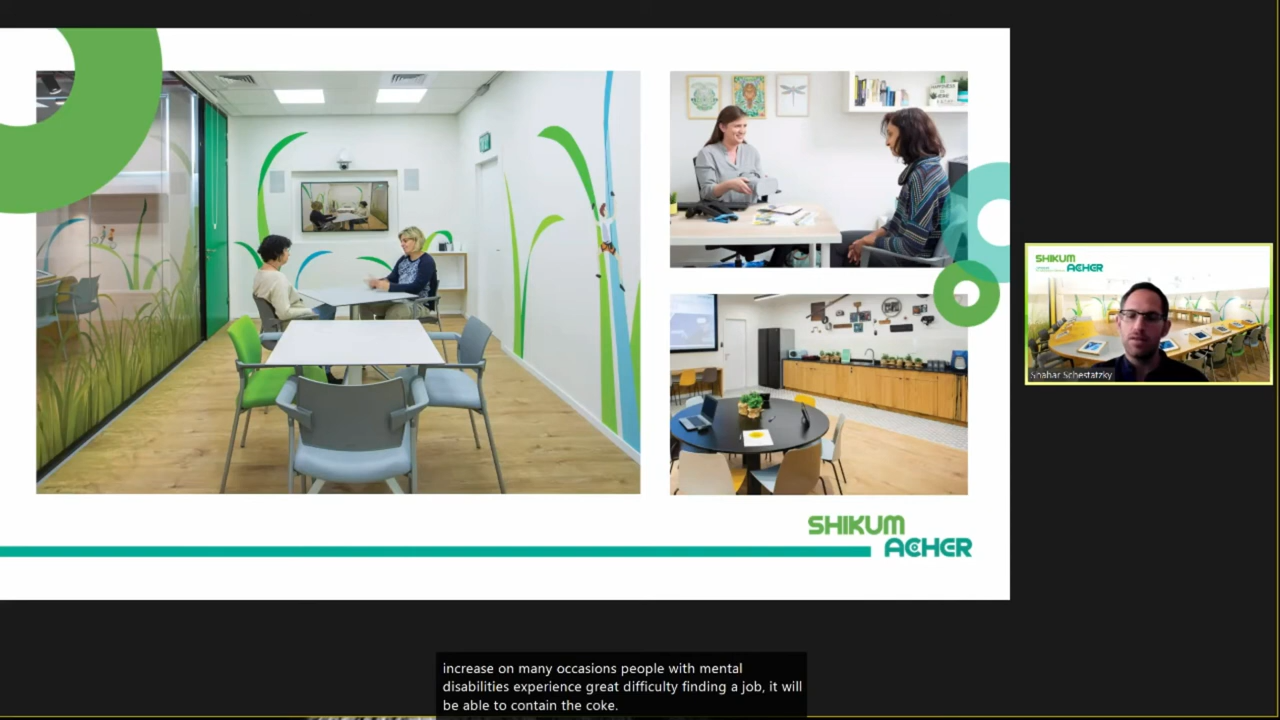 SHIKUM
ACHER
SHIKUM
ACHER
Shahar Schestatzky
increase on many occasions people with mental
disabilities experience great difficulty finding a job, it will
be able to contain the coke.